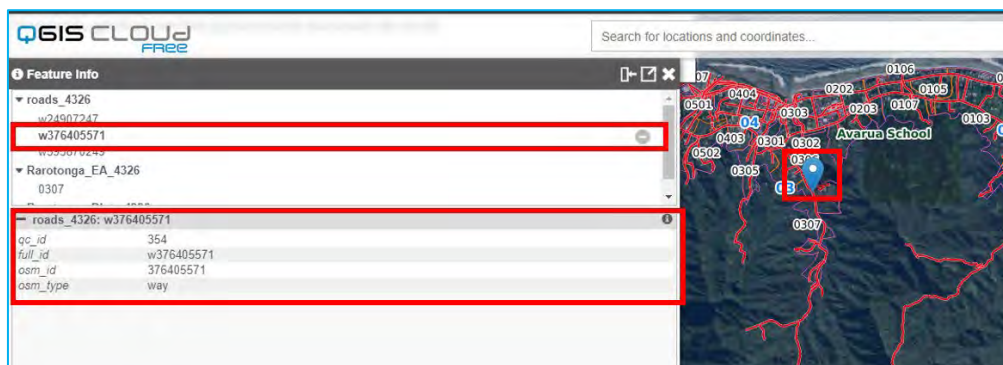 QGIS CLOUD
FREE
Search for locations and coordinates...
Feature Info
roads_4326
w24907247
w376405571
w595870249
Rarotonga_EA_4326
0307
roads_4326: w376405571
qc_id 354
full_id w376405571
osm_id 376405571
osm_type way
07
0106
0404
0202
0105
0501
0303
0203
0107
04
0103
0403
0301
0302
Avarua School
0502
0306
0305
03
0307